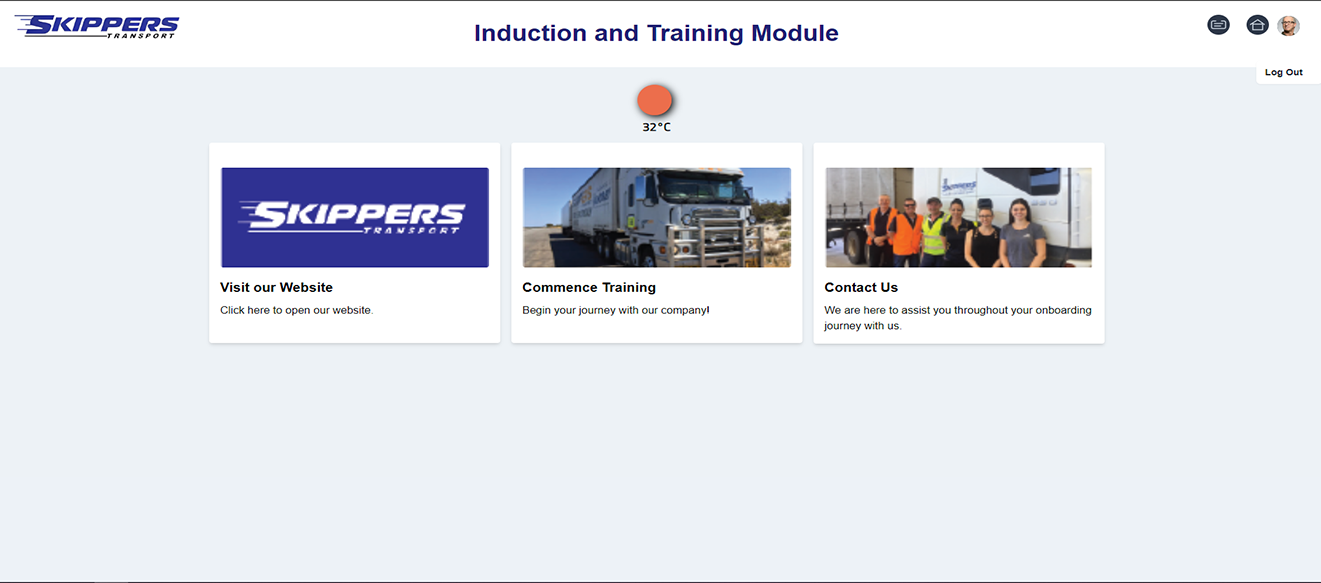 SKIPPERS
TRANSPORT
Induction and Training Module
Log Out
32°C
SKIPPERS
TRANSPORT
SKIPPERS
Visit our Website
Commence Training
Contact Us
Click here to open our website.
Begin your journey with our company!
We are here to assist you throughout your onboarding
journey with us.